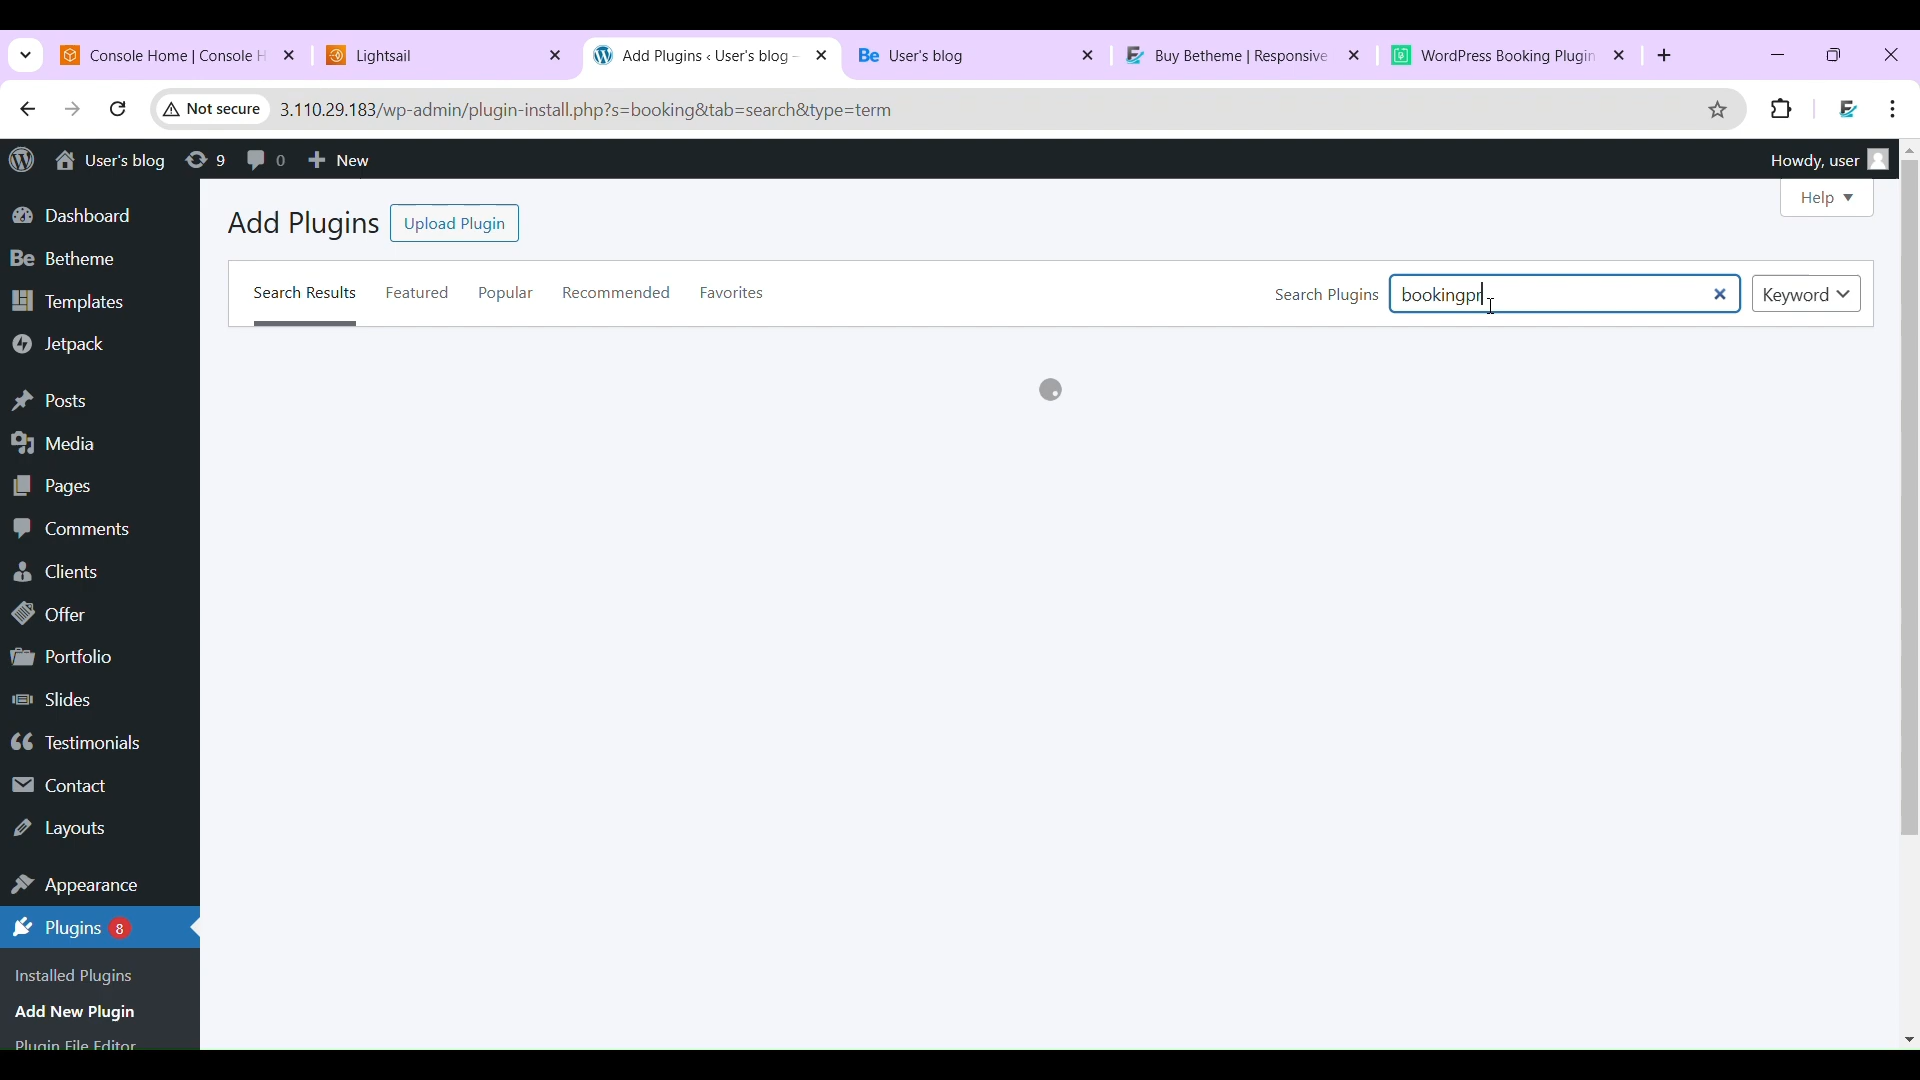 Console Home | Console H
Lightsail
Add Plugins ‹ User's blog –
Be User's blog
Buy Betheme | Responsive
WordPress Booking Plugin
Not secure
3.110.29.183/wp-admin/plugin-install.php?s=booking&tab=search&type=term
User's blog
9
0
New
Howdy, user
Help
Dashboard
Be Betheme
Templates
Jetpack
Posts
Media
Pages
Comments
Clients
Offer
Portfolio
Slides
Testimonials
Contact
Layouts
Appearance
Plugins 8
Installed Plugins
Add New Plugin
Plugin File Editor
Add Plugins
Upload Plugin
Search Results
Featured
Popular
Recommended
Favorites
Search Plugins
bookingpr
Keyword